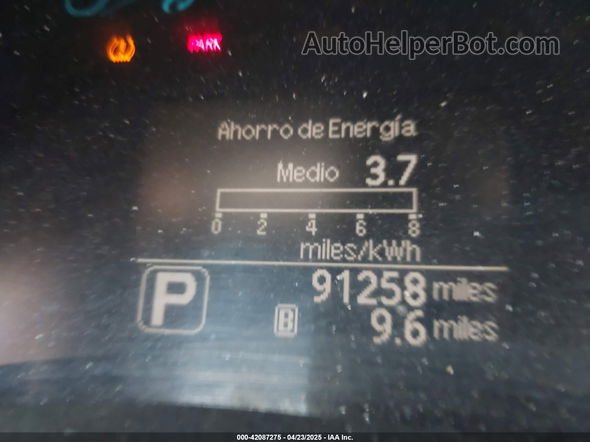 PARK
AutoHelperBot.com
Ahorro de Energía
Medio 3.7
0 2 4 6 8
miles/kWh
P 91258 miles
B 9.6 miles
000-42087275 - 04/23/2025 - IAA Inc.